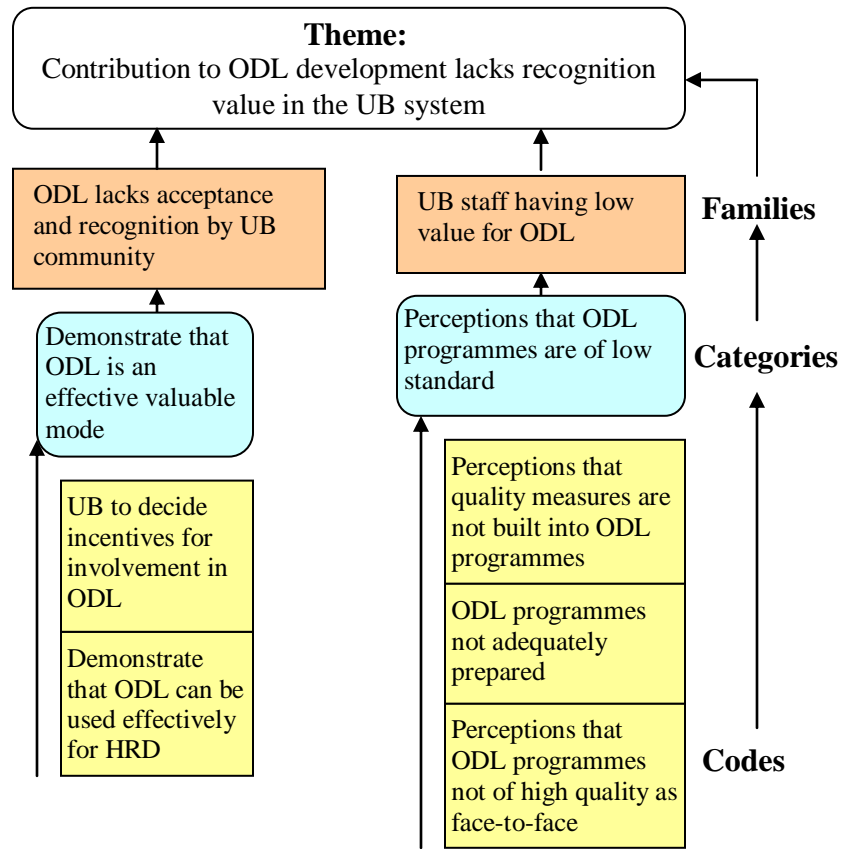 Theme:
Contribution to ODL development lacks recognition
value in the UB system
ODL lacks acceptance
and recognition by UB
community
UB staff having low
value for ODL
Families
Demonstrate that
ODL is an
effective valuable
mode
Perceptions that ODL
programmes are of low
standard
Categories
UB to decide
incentives for
involvement in
ODL
Demonstrate
that ODL can be
used effectively
for HRD
Perceptions that
quality measures are
not built into ODL
programmes
ODL programmes
not adequately
prepared
Perceptions that
ODL programmes
not of high quality as
face-to-face
Codes